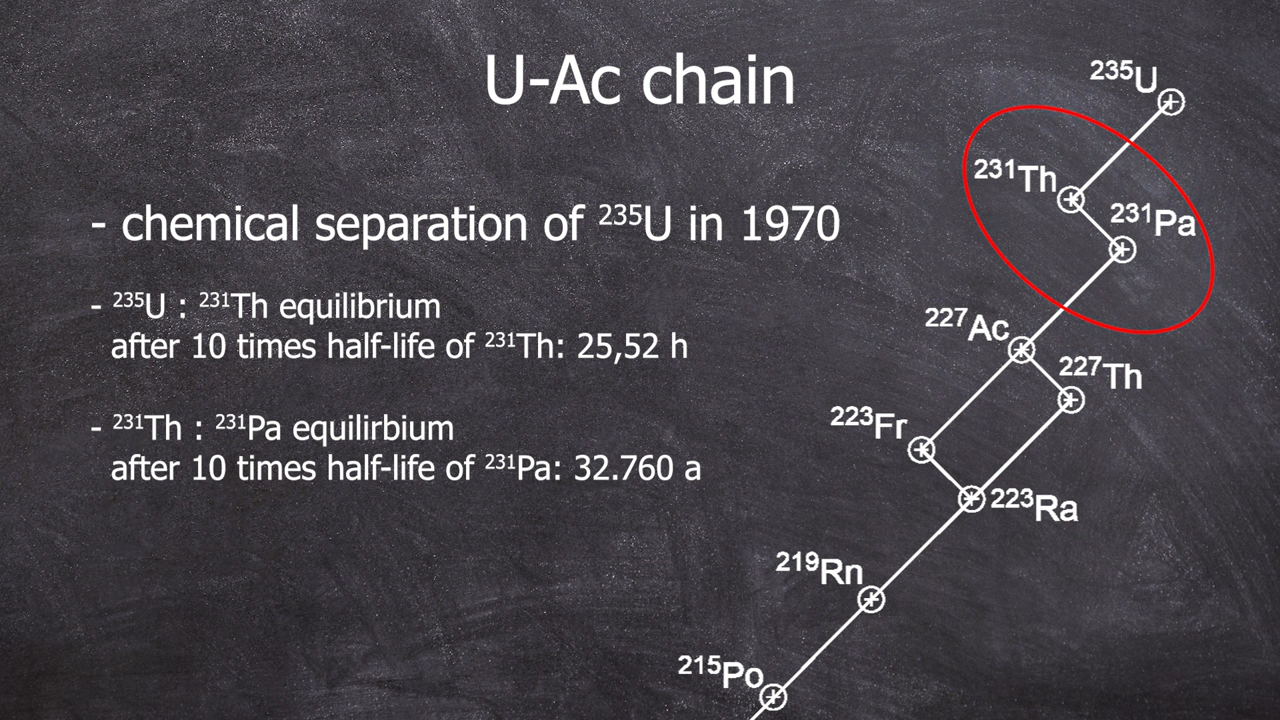 U-Ac chain
- chemical separation of ²³⁵U in 1970
- ²³⁵U : ²³¹Th equilibrium
after 10 times half-life of ²³¹Th: 25,52 h
- ²³¹Th : ²³¹Pa equilirbium
after 10 times half-life of ²³¹Pa: 32.760 a
²³⁵U
²³¹Th
²³¹Pa
²²⁷Ac
²²⁷Th
²²³Fr
²²³Ra
²¹⁹Rn
²¹⁵Po